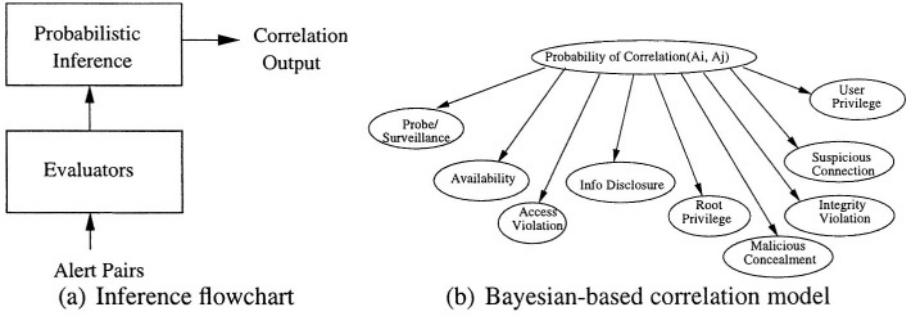 Probabilistic
Inference
Correlation
Output
Evaluators
Alert Pairs
(a) Inference flowchart
Probability of Correlation(Ai, Aj)
User
Privilege
Probe/
Surveillance
Suspicious
Connection
Availability
Info Disclosure
Access
Violation
Root
Privilege
Integrity
Violation
Malicious
Concealment
(b) Bayesian-based correlation model